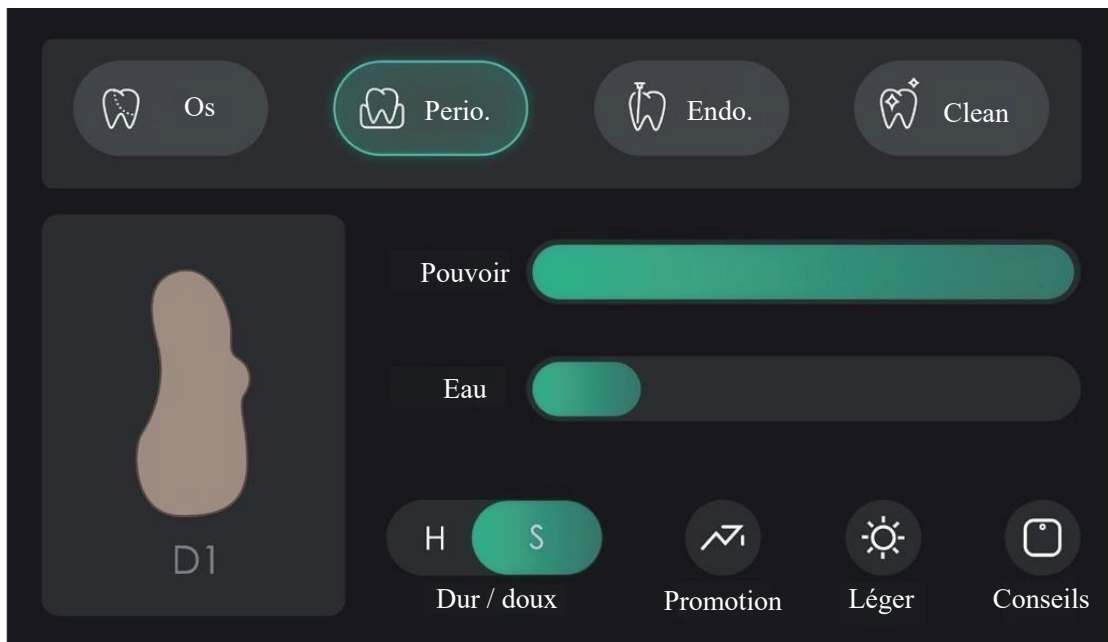 Os
Perio.
Endo.
Clean
Pouvoir
Eau
D1
H
S
Dur / doux
Promotion
Léger
Conseils